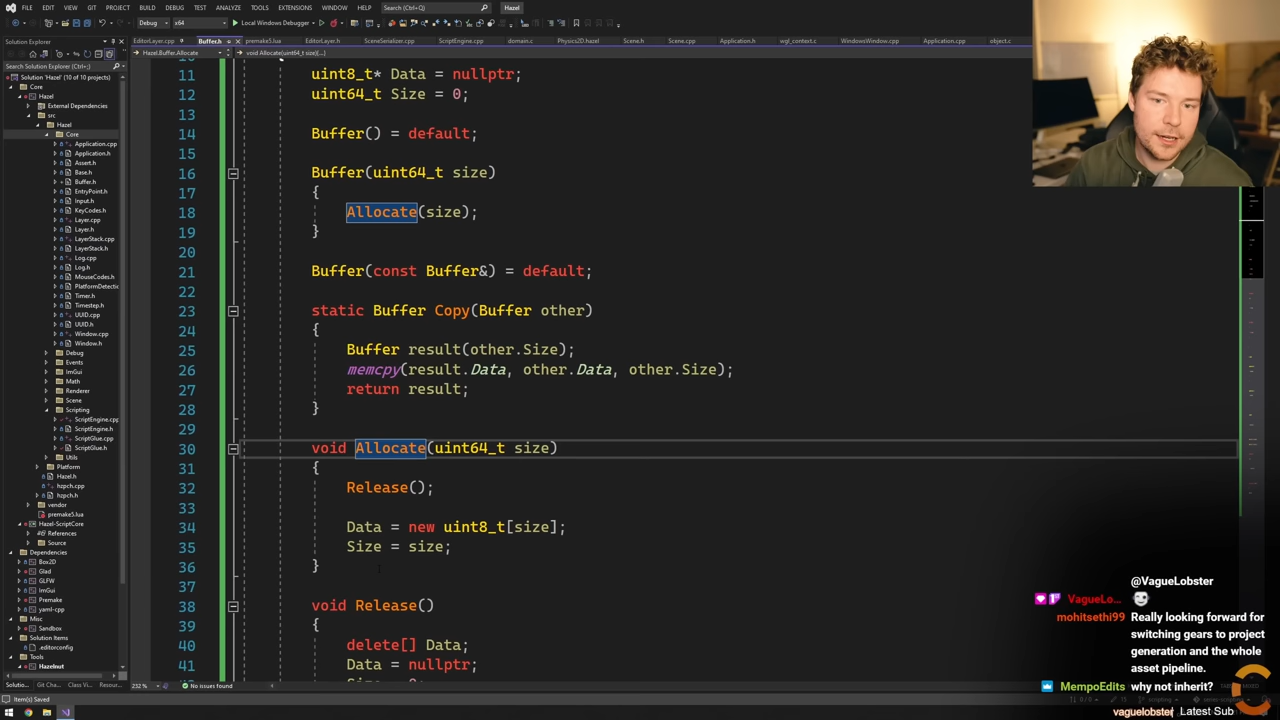 FILE EDIT VIEW GIT PROJECT BUILD DEBUG TEST ANALYZE TOOLS EXTENSIONS WINDOW HELP Search (Ctrl+Q) Hazel
Debug x64 Local Windows Debugger
Solution Explorer
EditorLayer.cpp Buffer.h premake5.lua SceneSerializer.cpp ScriptEngine.cpp domain.c Physics2D.hazel Scene.h Scene.cpp Application.h wgl_context.c WindowsWindow.cpp Application.cpp object.c
Hazel.Buffer.Allocate void Allocate(uint64_t size){...}
Solution 'Hazel' (10 of 10 projects)
Core
Hazel
External Dependencies
src
Hazel
Core
Application.cpp
Application.h
Assert.h
Base.h
Buffer.h
EntryPoint.h
Input.h
KeyCodes.h
Layer.cpp
Layer.h
LayerStack.cpp
LayerStack.h
Log.cpp
Log.h
MouseCodes.h
PlatformDetecti
Timer.h
Timestep.h
UUID.cpp
UUID.h
Window.cpp
Window.h
Debug
Events
ImGui
Math
Renderer
Scene
Scripting
ScriptEngine.cpp
ScriptEngine.h
ScriptGlue.cpp
ScriptGlue.h
Utils
Platform
Hazel.h
hzpch.cpp
hzpch.h
vendor
premake5.lua
Hazel-ScriptCore
References
Source
Dependencies
Box2D
Glad
GLFW
ImGui
Premake
yaml-cpp
Misc
Sandbox
Solution Items
.editorconfig
Tools
Hazelnut
Solutio... Git Cha... Class Vi... Resour...
11 uint8_t* Data = nullptr;
12 uint64_t Size = 0;
13
14 Buffer() = default;
15
16 Buffer(uint64_t size)
17 {
18 Allocate(size);
19 }
20
21 Buffer(const Buffer&) = default;
22
23 static Buffer Copy(Buffer other)
24 {
25 Buffer result(other.Size);
26 memcpy(result.Data, other.Data, other.Size);
27 return result;
28 }
29
30 void Allocate(uint64_t size)
31 {
32 Release();
33
34 Data = new uint8_t[size];
35 Size = size;
36 }
37
38 void Release()
39 {
40 delete[] Data;
41 Data = nullptr;
232 % No issues found
Item(s) Saved
@VagueLobster
VagueLo...
mohitsethi99 Really looking forward for
switching gears to project
generation and the whole
asset pipeline.
MempoEdits why not inherit?
vaguelobster Latest Sub